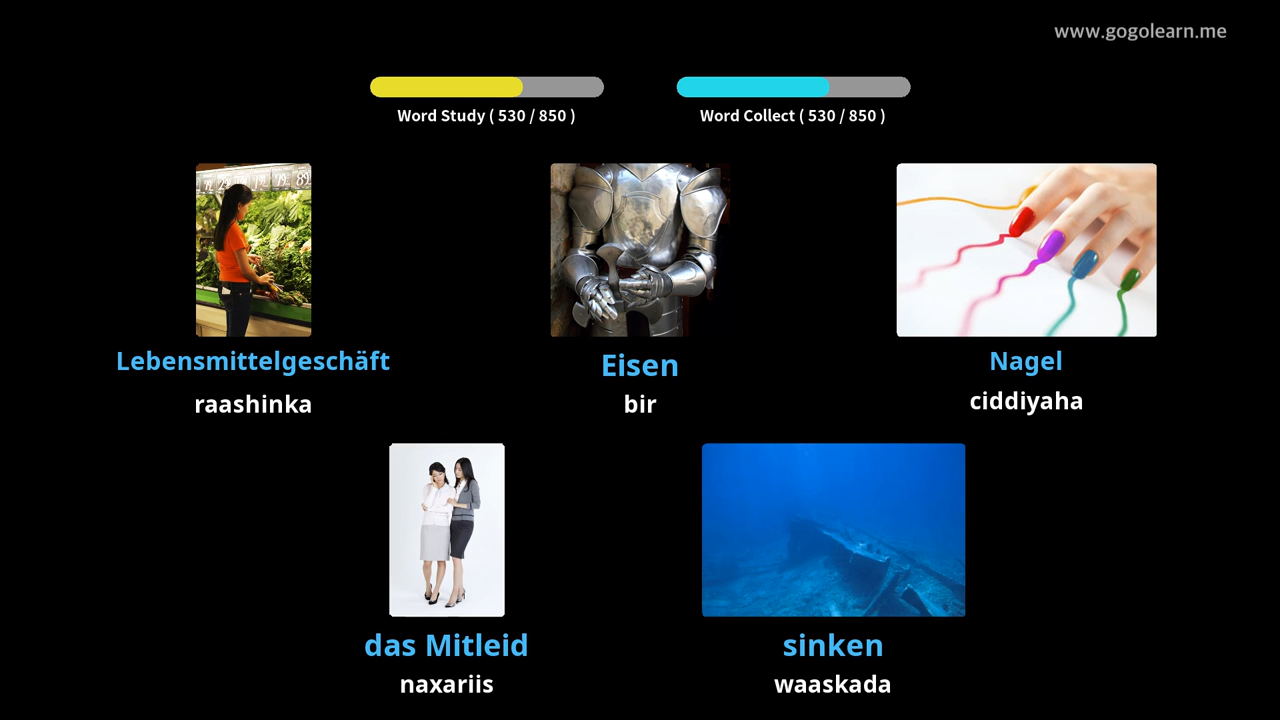 www.gogolearn.me
Word Study ( 530 / 850 )
Word Collect ( 530 / 850 )
Lebensmittelgeschäft
raashinka
Eisen
bir
Nagel
ciddiyaha
das Mitleid
naxariis
sinken
waaskada